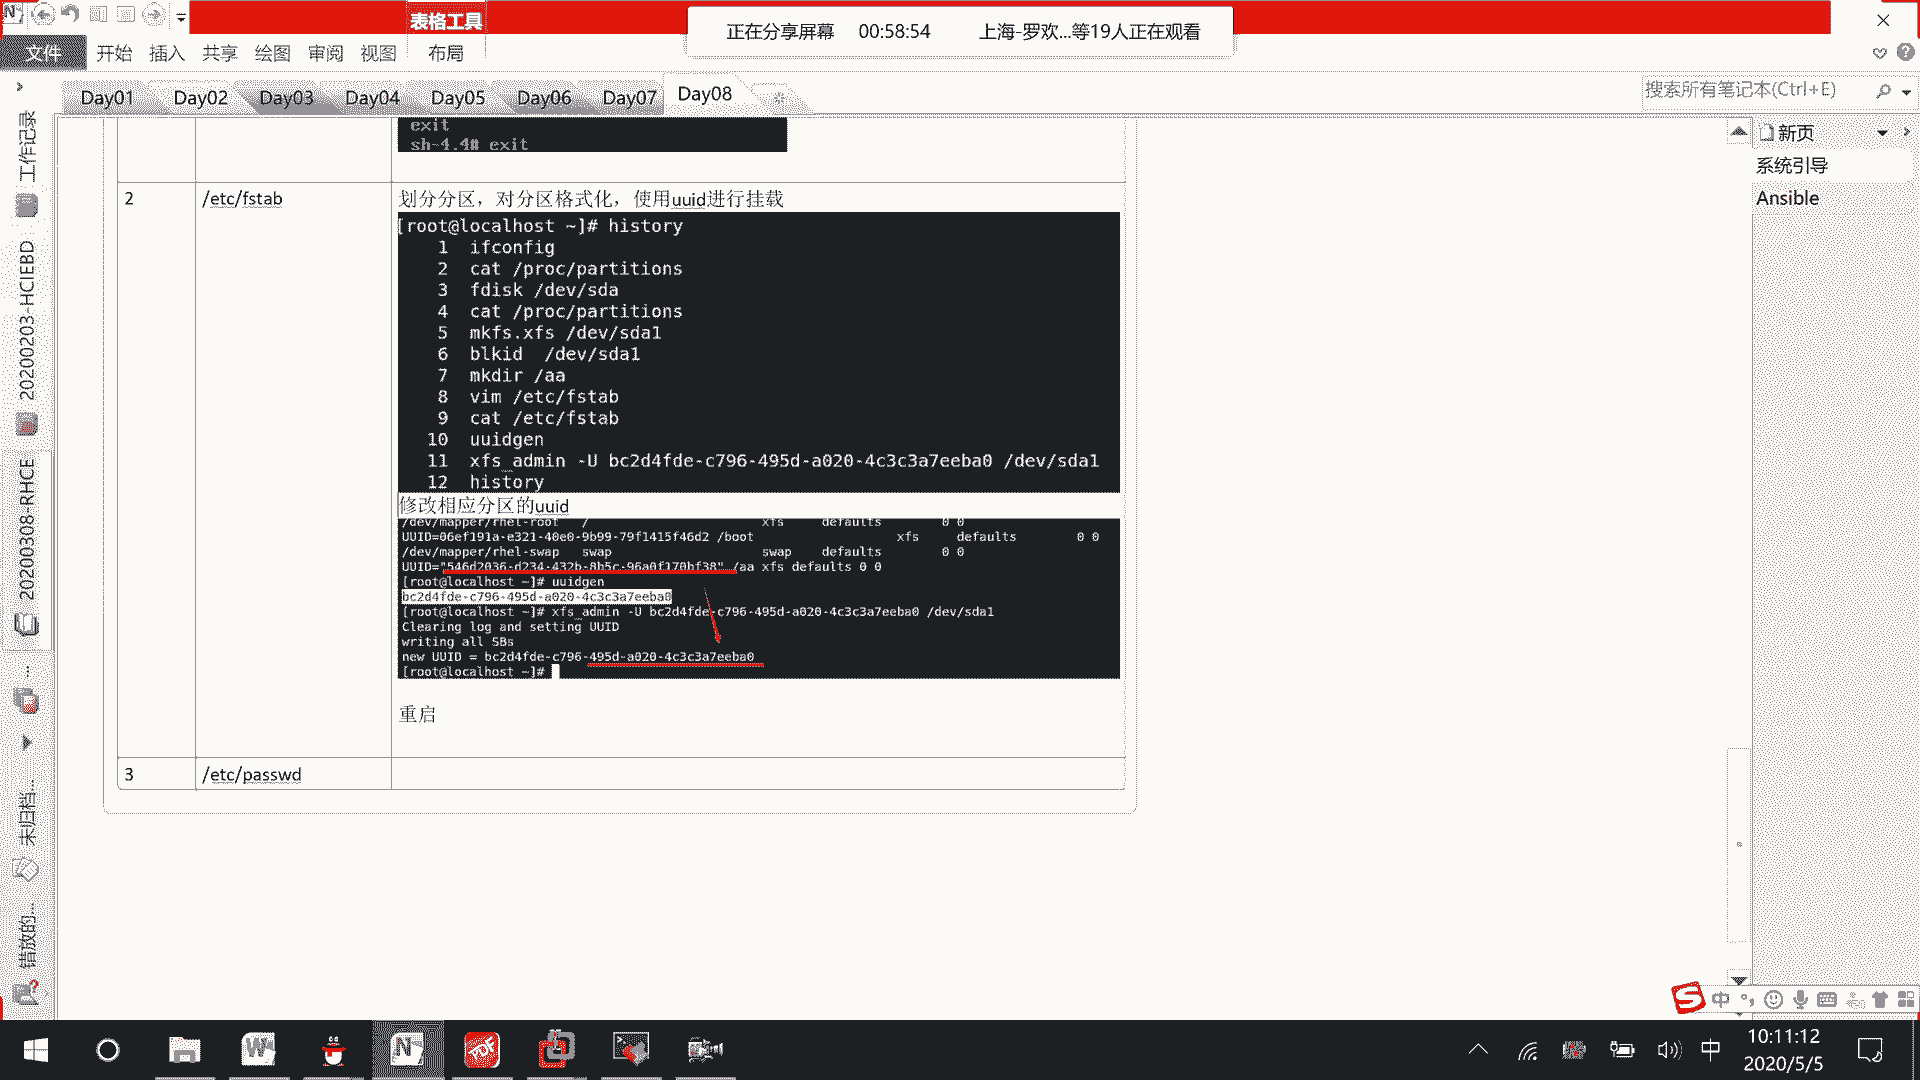 表格工具
正在分享屏幕 00:58:54 上海-罗欢...等19人正在观看
文件 开始 插入 共享 绘图 审阅 视图 布局
Day01 Day02 Day03 Day04 Day05 Day06 Day07 Day08
搜索所有笔记本(Ctrl+E)
新页
系统引导
Ansible
工作记录
20200203-HCIEBD
20200308-RHCE
...
未归档...
错放的...
exit
sh-4.4# exit
2 /etc/fstab 划分分区，对分区格式化，使用uuid进行挂载
[root@localhost ~]# history
1 ifconfig
2 cat /proc/partitions
3 fdisk /dev/sda
4 cat /proc/partitions
5 mkfs.xfs /dev/sda1
6 blkid /dev/sda1
7 mkdir /aa
8 vim /etc/fstab
9 cat /etc/fstab
10 uuidgen
11 xfs_admin -U bc2d4fde-c796-495d-a020-4c3c3a7eeba0 /dev/sda1
12 history
修改相应分区的uuid
/dev/mapper/rhel-root / xfs defaults 0 0
UUID=06ef191a-e321-40e0-9b99-79f1415f46d2 /boot xfs defaults 0 0
/dev/mapper/rhel-swap swap swap defaults 0 0
UUID="546d2036-d234-432b-8b5c-96a0f170bf38" /aa xfs defaults 0 0
[root@localhost ~]# uuidgen
bc2d4fde-c796-495d-a020-4c3c3a7eeba0
[root@localhost ~]# xfs_admin -U bc2d4fde-c796-495d-a020-4c3c3a7eeba0 /dev/sda1
Clearing log and setting UUID
writing all SBs
new UUID = bc2d4fde-c796-495d-a020-4c3c3a7eeba0
[root@localhost ~]#
重启
3 /etc/passwd
中
中
10:11:12
2020/5/5